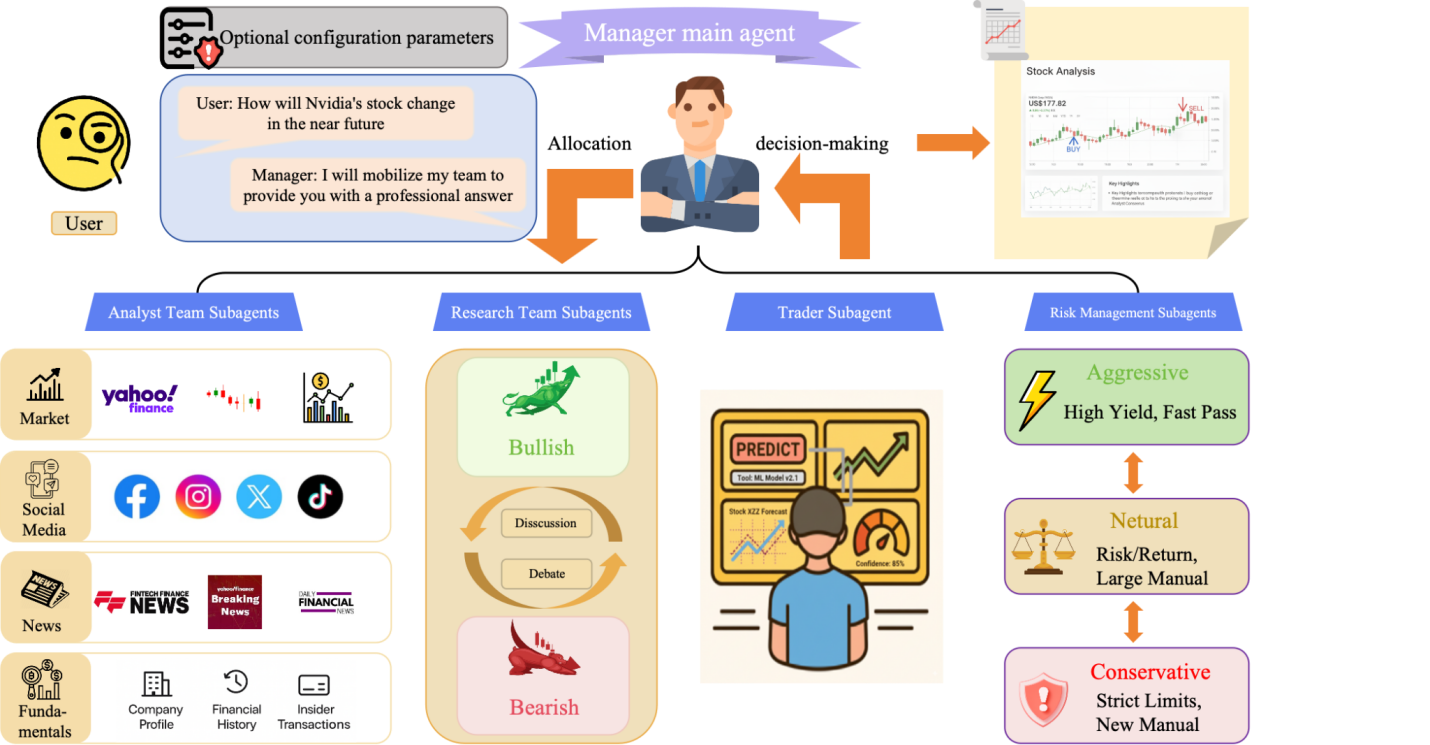 Optional configuration parameters
Manager main agent
User: How will Nvidia's stock change
in the near future
Manager: I will mobilize my team to
provide you with a professional answer
User
Allocation
decision-making
Stock Analysis
US$177.82
SELL
BUY
Key Highlights
Analyst Team Subagents
Research Team Subagents
Trader Subagent
Risk Management Subagents
Market
yahoo!
finance
Social
Media
News
NEWS
FINTECH FINANCE
NEWS
yahoo!finance
Breaking
News
DAILY
FINANCIAL
NEWS
Funda-
mentals
Company
Profile
Financial
History
Insider
Transactions
Bullish
Disscussion
Debate
Bearish
PREDICT
Tool: ML Model v2.1
Stock XZZ Forecast
Confidence: 85%
Aggressive
High Yield, Fast Pass
Netural
Risk/Return,
Large Manual
Conservative
Strict Limits,
New Manual